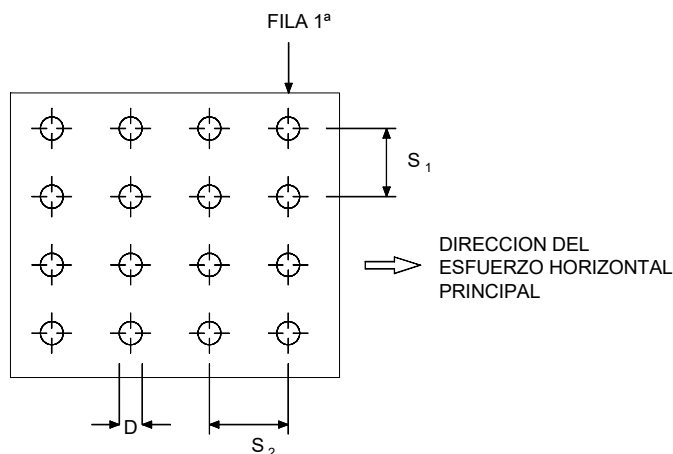 FILA 1ª
S 1
DIRECCION DEL
ESFUERZO HORIZONTAL
PRINCIPAL
D
S 2